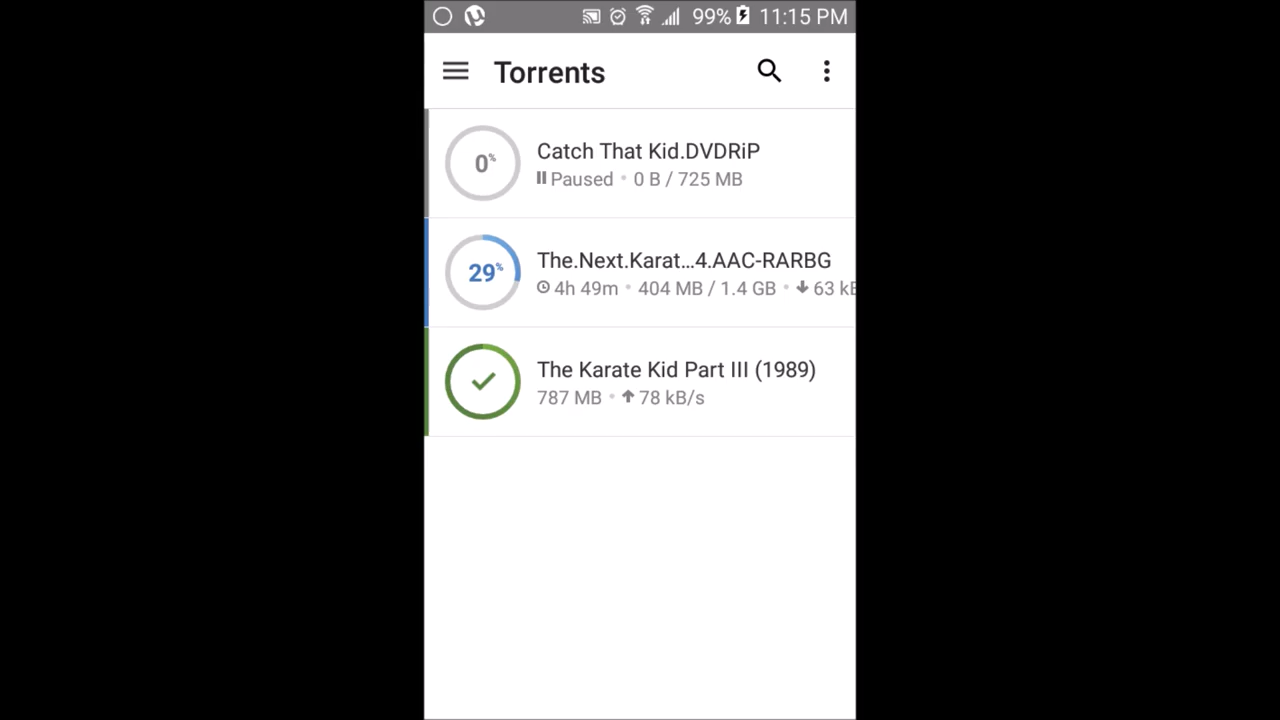 99% 11:15 PM
Torrents
0%
Catch That Kid.DVDRiP
Paused • 0 B / 725 MB
29%
The.Next.Karat...4.AAC-RARBG
4h 49m • 404 MB / 1.4 GB • 63 kB
The Karate Kid Part III (1989)
787 MB • 78 kB/s